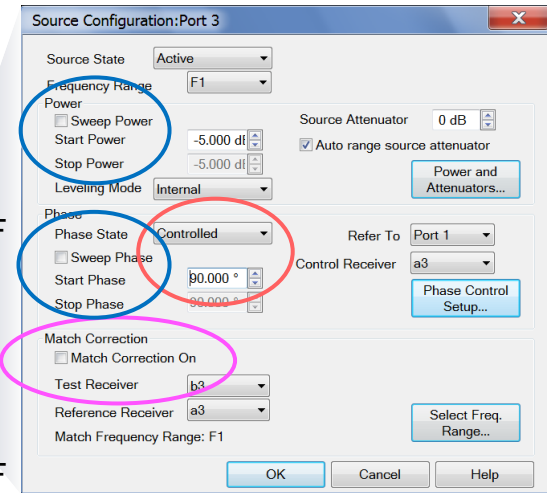 Source Configuration:Port 3
X
Source State Active
Frequency Range F1
Power
Sweep Power
Source Attenuator 0 dB
Start Power -5.000 dE
Auto range source attenuator
Stop Power -5.000 dE
Power and Attenuators...
Leveling Mode Internal
Phase
F
Phase State Controlled
Refer To Port 1
Sweep Phase
Control Receiver a3
Start Phase 90.000 °
Phase Control Setup...
Stop Phase 90.000 °
Match Correction
Match Correction On
Test Receiver b3
Reference Receiver a3
Select Freq. Range...
Match Frequency Range: F1
F
OK Cancel Help